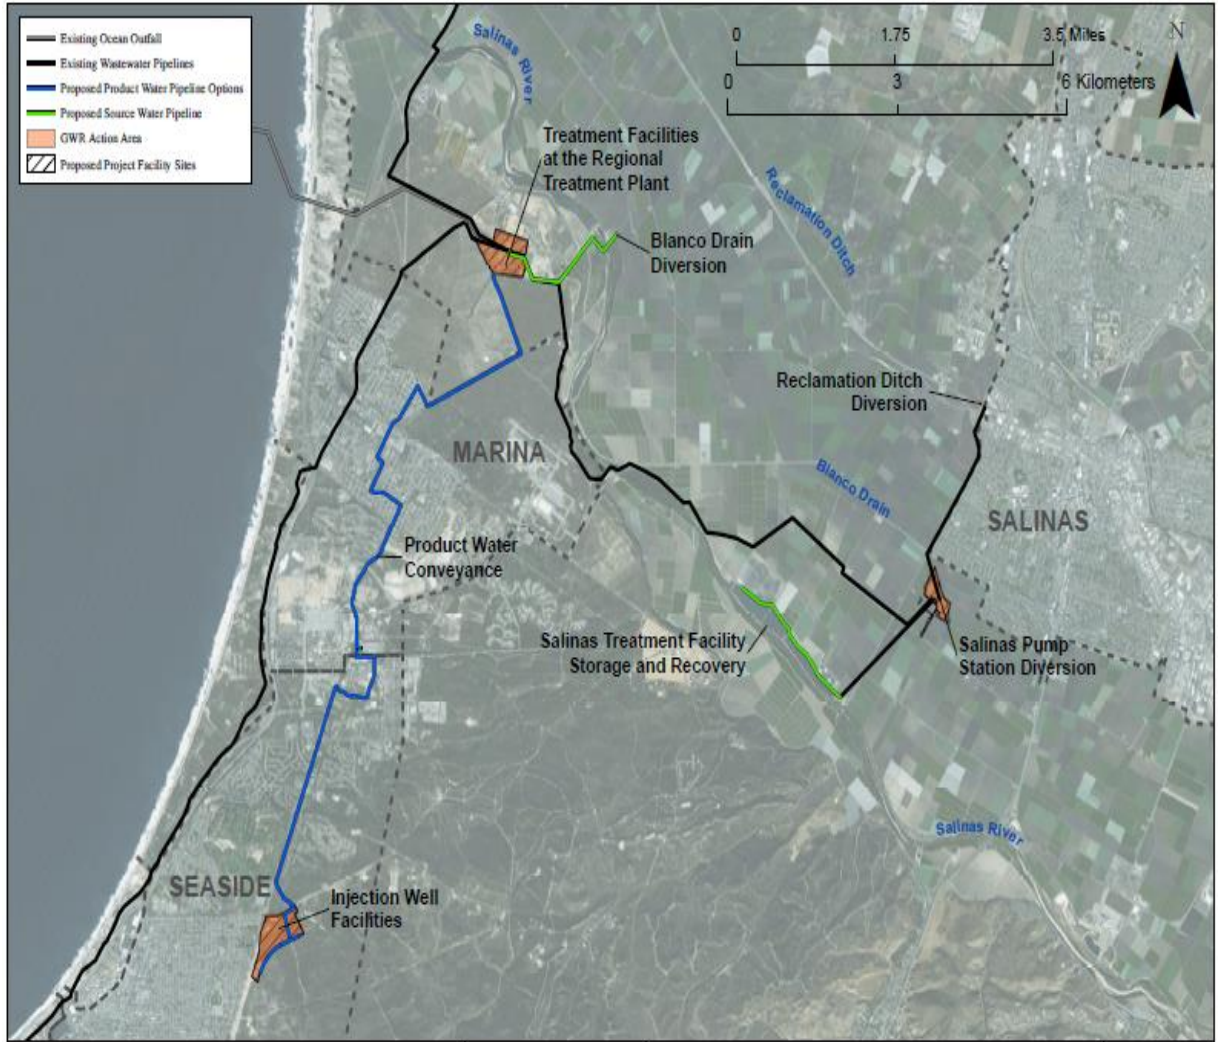 Existing Ocean Outfall
Existing Wastewater Pipelines
Proposed Product Water Pipeline Options
Proposed Source Water Pipeline
GWR Action Area
Proposed Project Facility Sites
Salinas River
0 1.75 3.5 Miles
0 3 6 Kilometers
N
Treatment Facilities
at the Regional
Treatment Plant
Reclamation Ditch
Blanco Drain
Diversion
Reclamation Ditch
Diversion
MARINA
Blanco Drain
SALINAS
Product Water
Conveyance
Salinas Treatment Facility
Storage and Recovery
Salinas Pump
Station Diversion
Salinas River
SEASIDE
Injection Well
Facilities